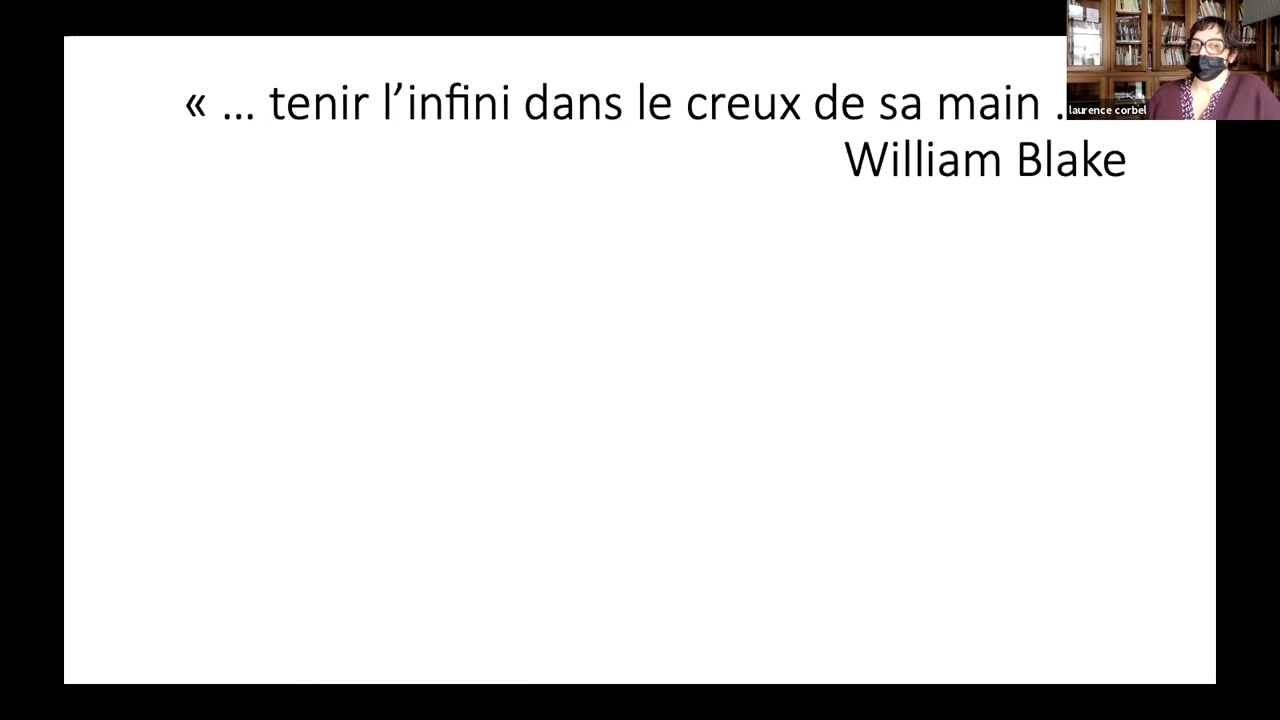 « … tenir l’infini dans le creux de sa main .
William Blake
laurence corbel